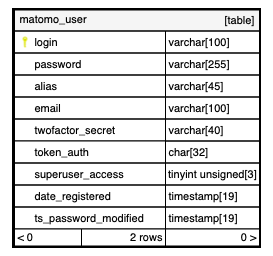 matomo_user [table]
login varchar[100]
password varchar[255]
alias varchar[45]
email varchar[100]
twofactor_secret varchar[40]
token_auth char[32]
superuser_access tinyint unsigned[3]
date_registered timestamp[19]
ts_password_modified timestamp[19]
< 0 2 rows 0 >